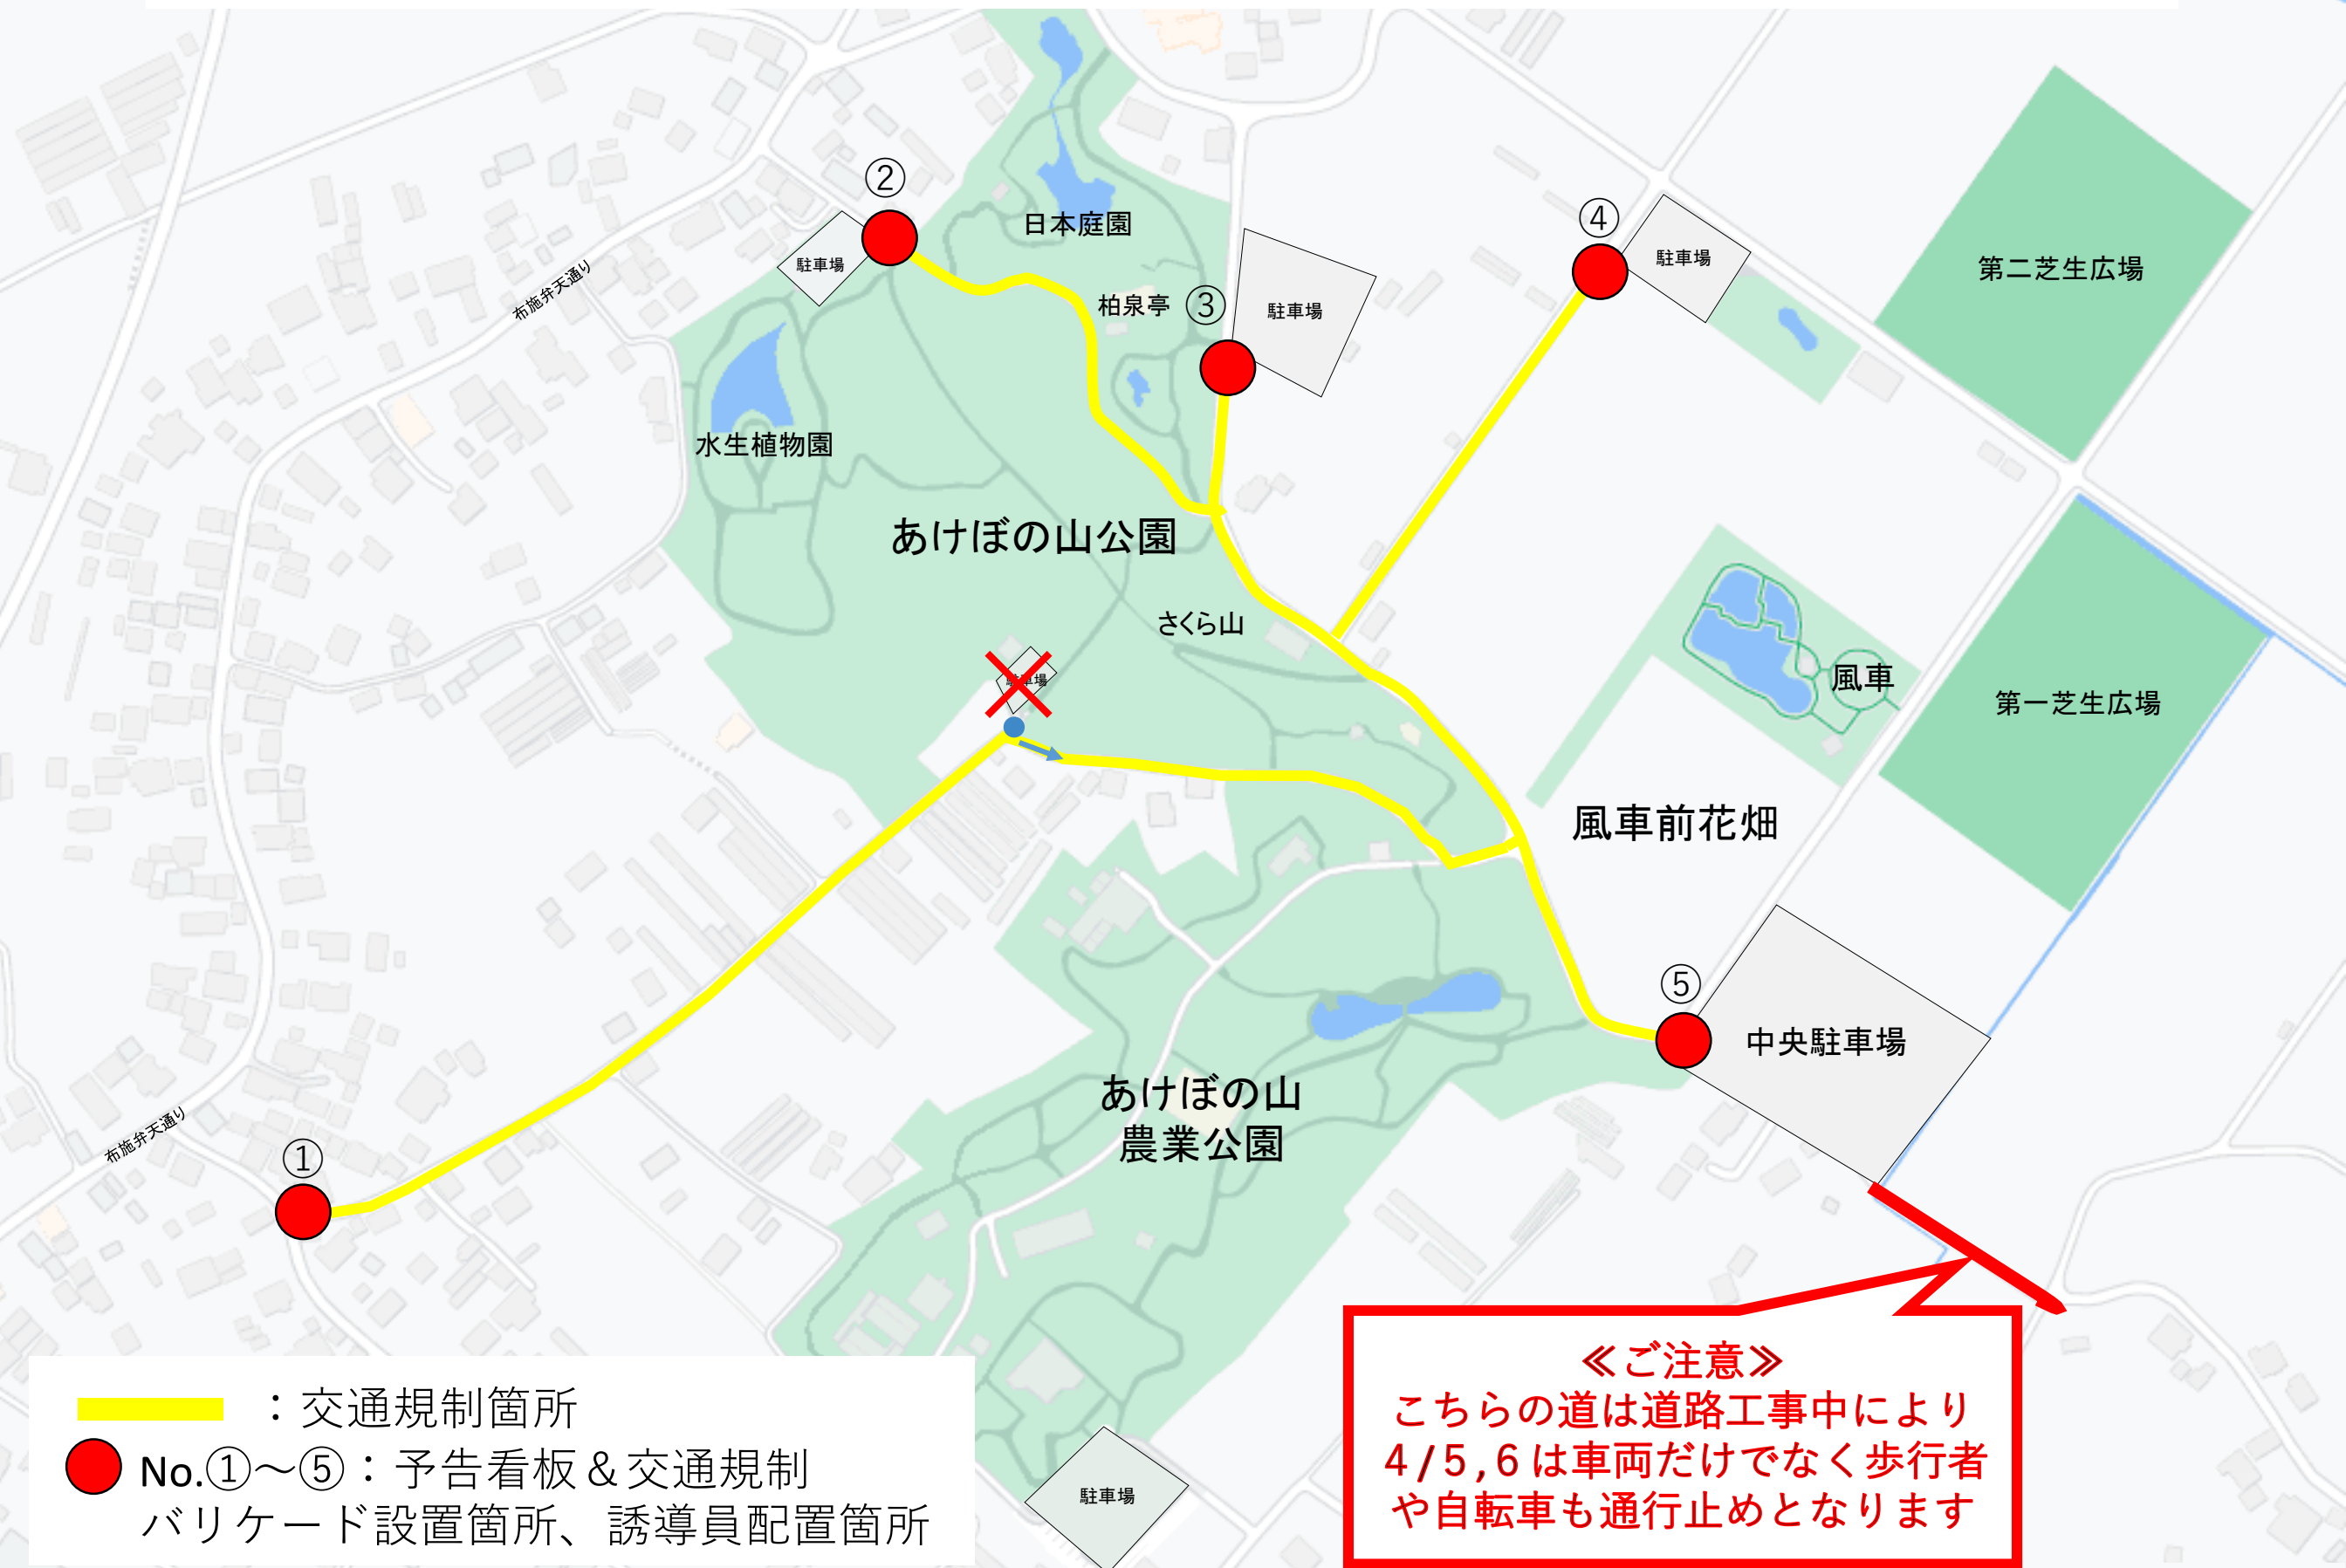 ②
日本庭園
④
駐車場
駐車場
第二芝生広場
布施弁天通り
柏泉亭
③
駐車場
水生植物園
あけぼの山公園
さくら山
駐車場
風車
第一芝生広場
風車前花畑
⑤
中央駐車場
あけぼの山
農業公園
布施弁天通り
①
：交通規制箇所
No.①～⑤：予告看板＆交通規制
バリケード設置箇所、誘導員配置箇所
駐車場
≪ご注意≫
こちらの道は道路工事中により
4/5,6は車両だけでなく歩行者
や自転車も通行止めとなります